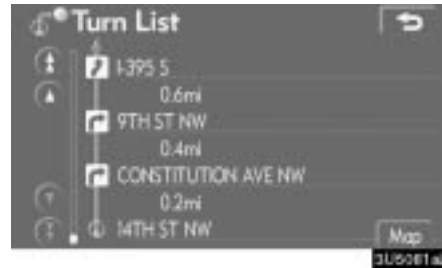 Turn List
I-395 S
0.6mi
9TH ST NW
0.4mi
CONSTITUTION AVE NW
0.2mi
14TH ST NW
Map
3U5081a